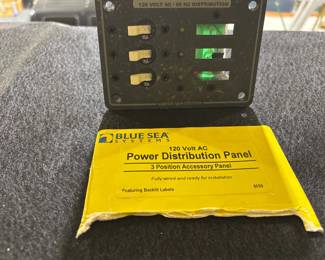 120 VOLT AC / 60 HZ DISTRIBUTION
BLUE SEA
SYSTEMS
120 Volt AC
Power Distribution Panel
3 Position Accessory Panel
Fully wired and ready for installation
Featuring Backlit Labels